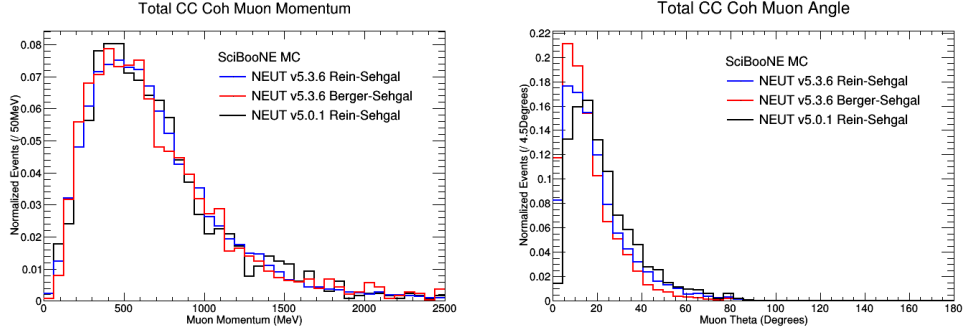 Total CC Coh Muon Momentum
Normalized Events (/ 50MeV)
0.08
0.07
0.06
0.05
0.04
0.03
0.02
0.01
0
SciBooNE MC
NEUT v5.3.6 Rein-Sehgal
NEUT v5.3.6 Berger-Sehgal
NEUT v5.0.1 Rein-Sehgal
0 500 1000 1500 2000 2500
Muon Momentum (MeV)
Total CC Coh Muon Angle
Normalized Events (/ 4.5Degrees)
0.22
0.2
0.18
0.16
0.14
0.12
0.1
0.08
0.06
0.04
0.02
0
SciBooNE MC
NEUT v5.3.6 Rein-Sehgal
NEUT v5.3.6 Berger-Sehgal
NEUT v5.0.1 Rein-Sehgal
0 20 40 60 80 100 120 140 160 180
Muon Theta (Degrees)